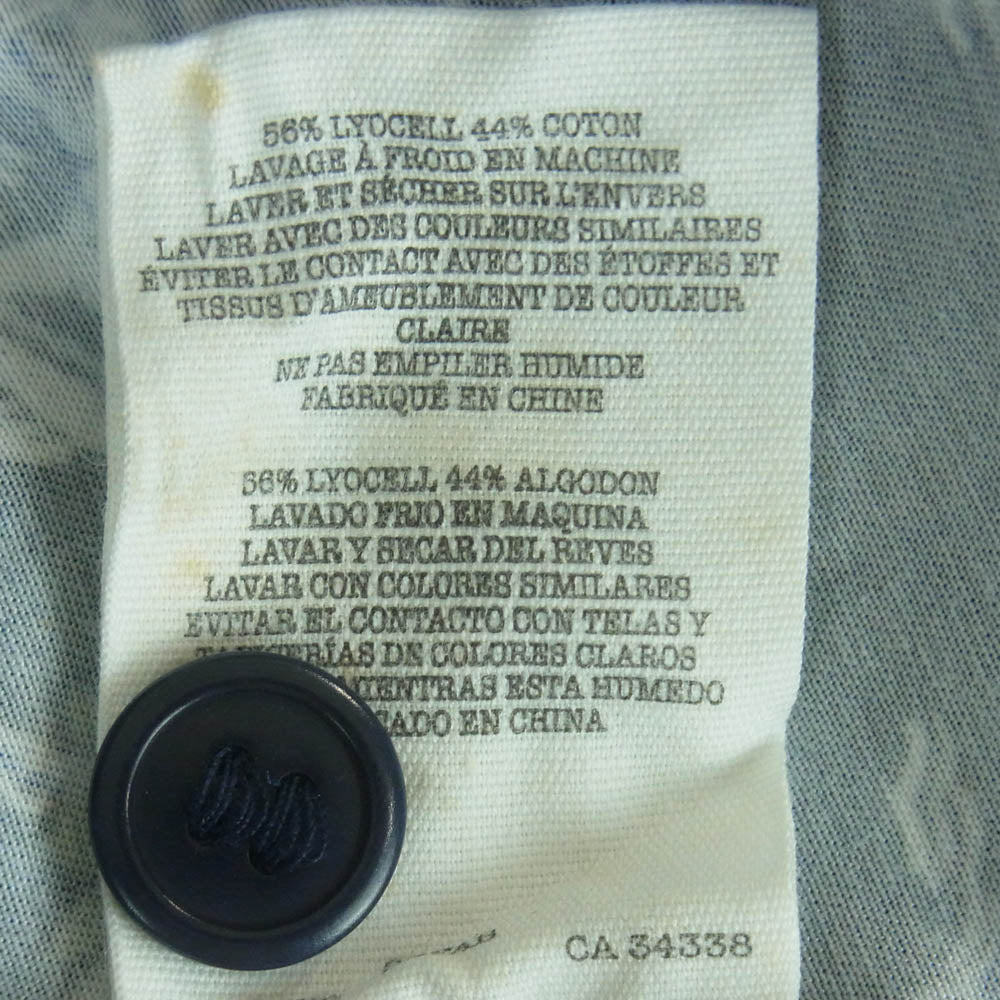 56% LYOCELL 44% COTON
LAVAGE À FROID EN MACHINE
LAVER ET SÉCHER SUR L'ENVERS
LAVER AVEC DES COULEURS SIMILAIRES
ÉVITER LE CONTACT AVEC DES ÉTOFFES ET
TISSUS D'AMEUBLEMENT DE COULEUR
CLAIRE
NE PAS EMPILER HUMIDE
FABRIQUÉ EN CHINE
56% LYOCELL 44% ALGODON
LAVADO FRIO EN MAQUINA
LAVAR Y SECAR DEL REVES
LAVAR CON COLORES SIMILARES
EVITAR EL CONTACTO CON TELAS Y
TAPICERÍAS DE COLORES CLAROS
MIENTRAS ESTA HUMEDO
EN CHINA
CA 34338